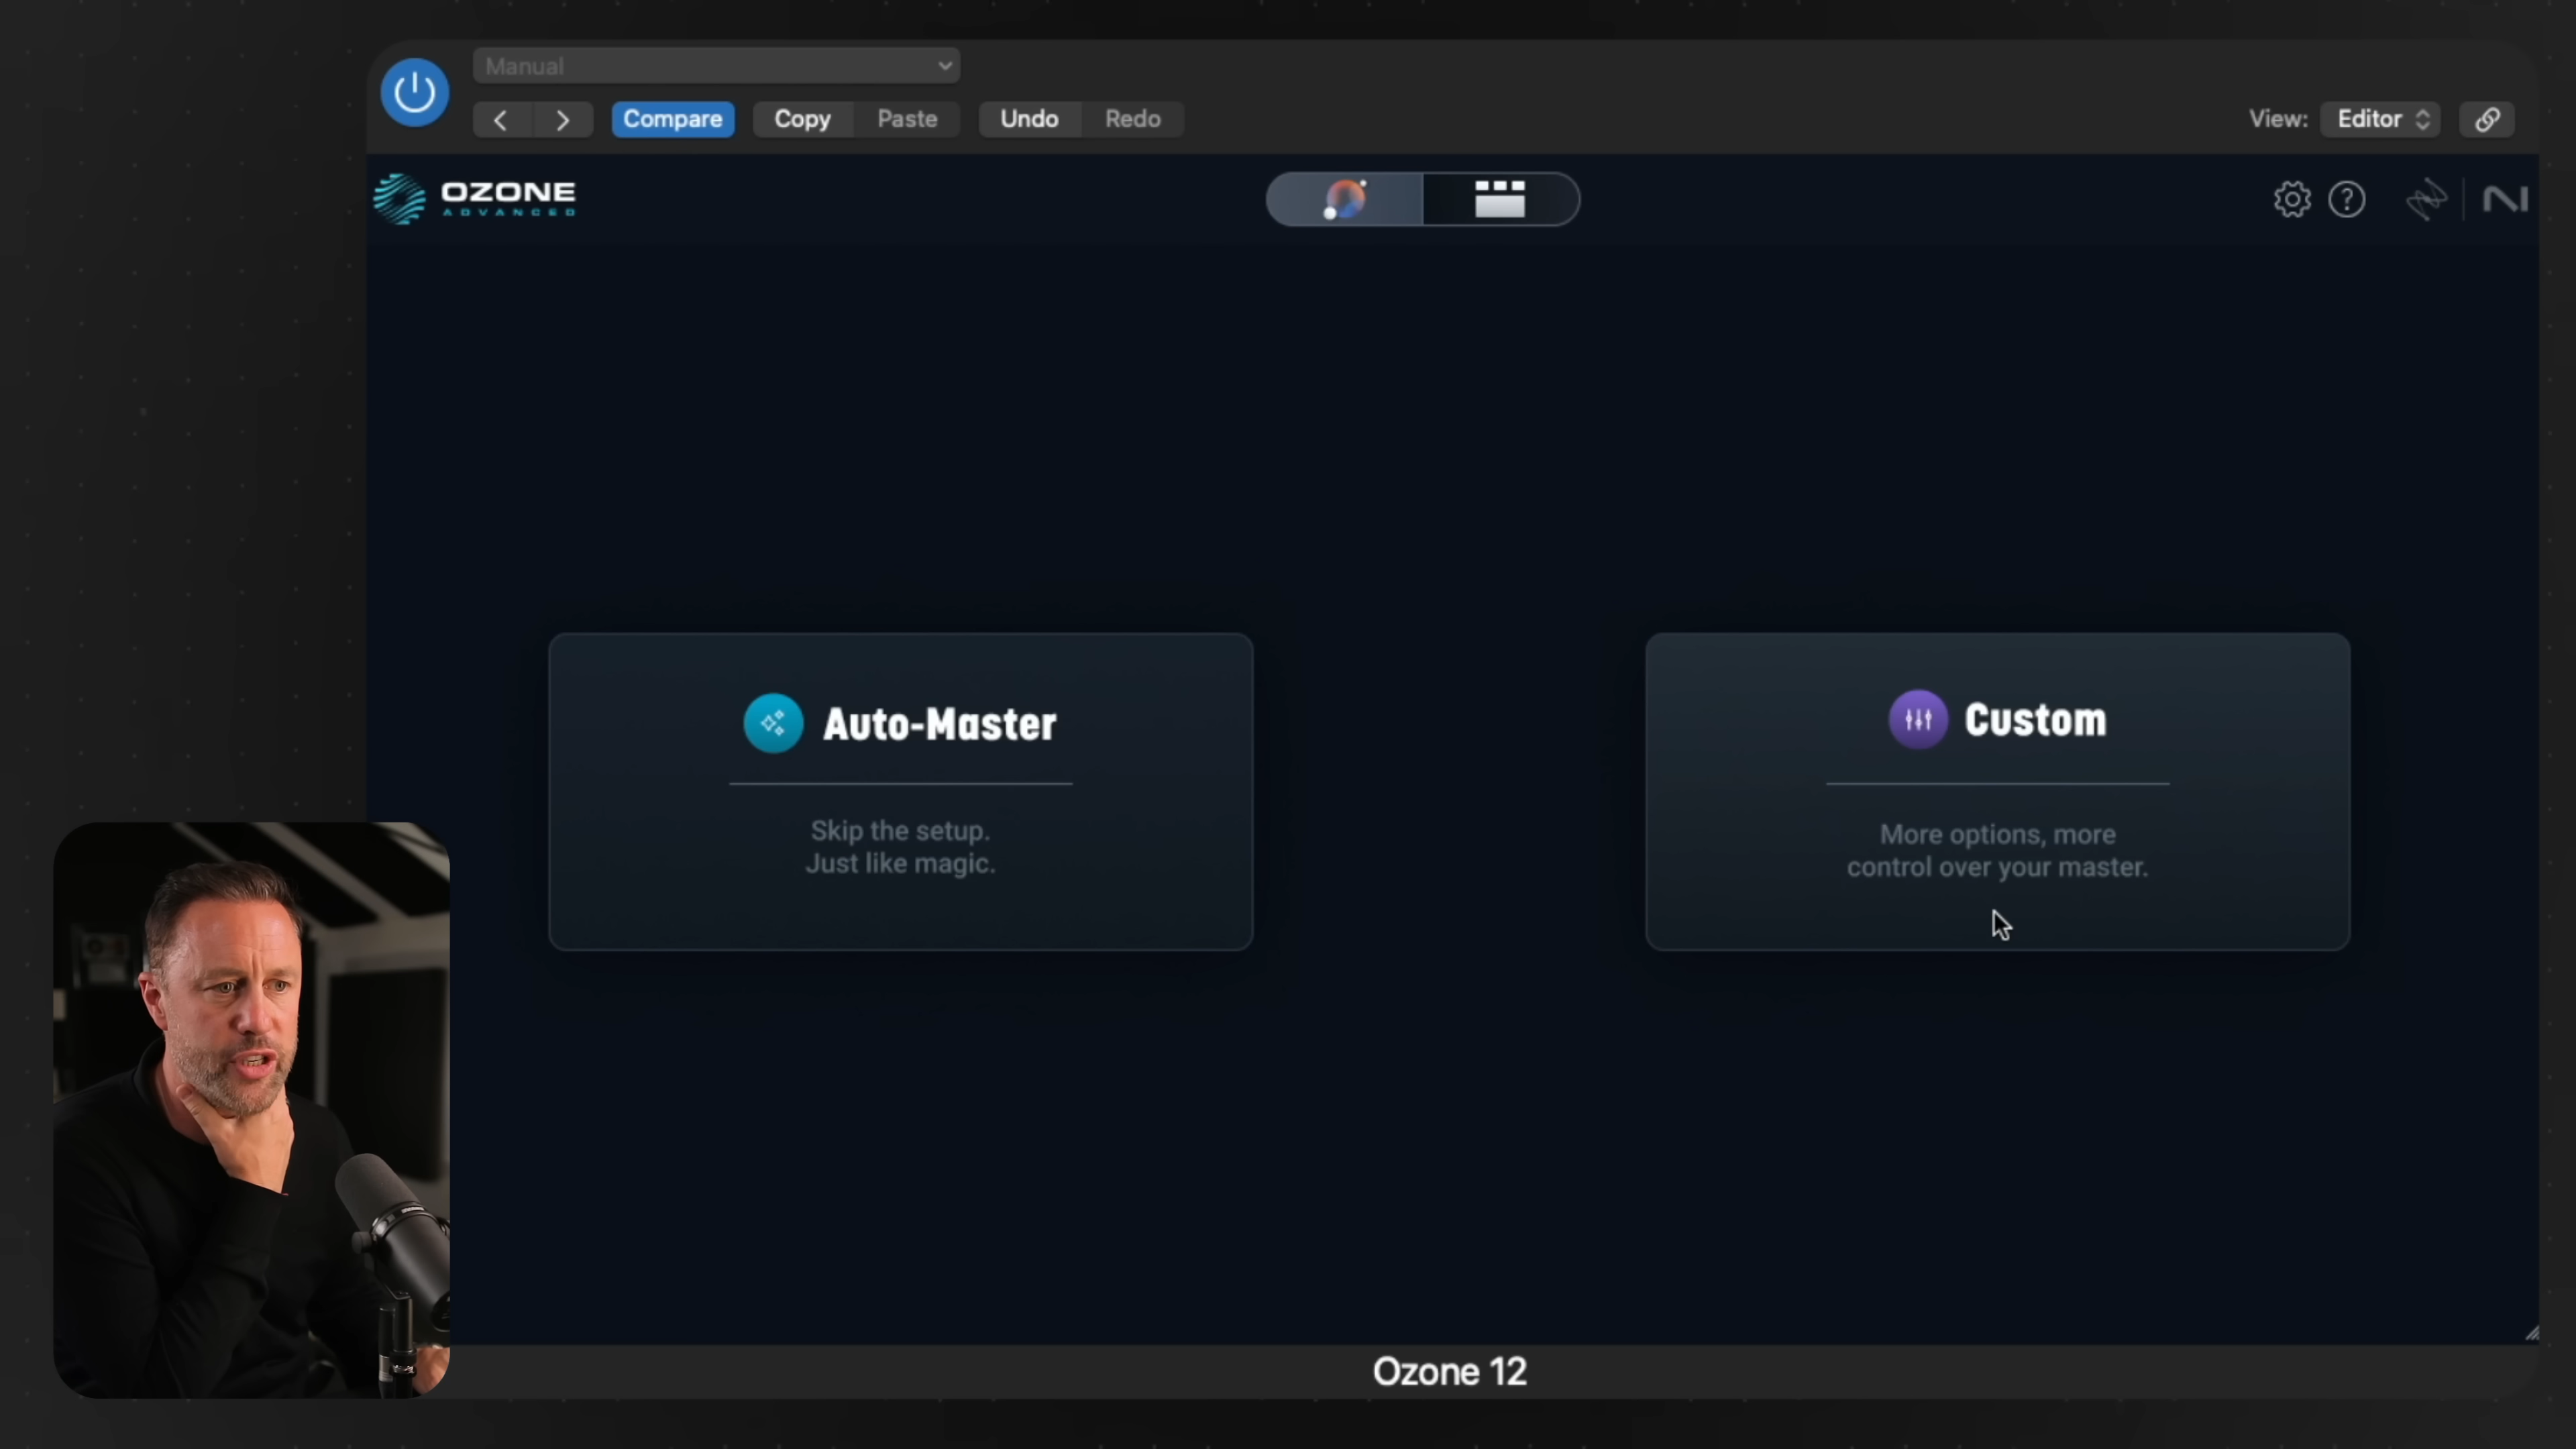 Manual
Compare
Copy
Paste
Undo
Redo
View:
Editor
OZONE
ADVANCED
Auto-Master
Skip the setup.
Just like magic.
Custom
More options, more
control over your master.
Ozone 12